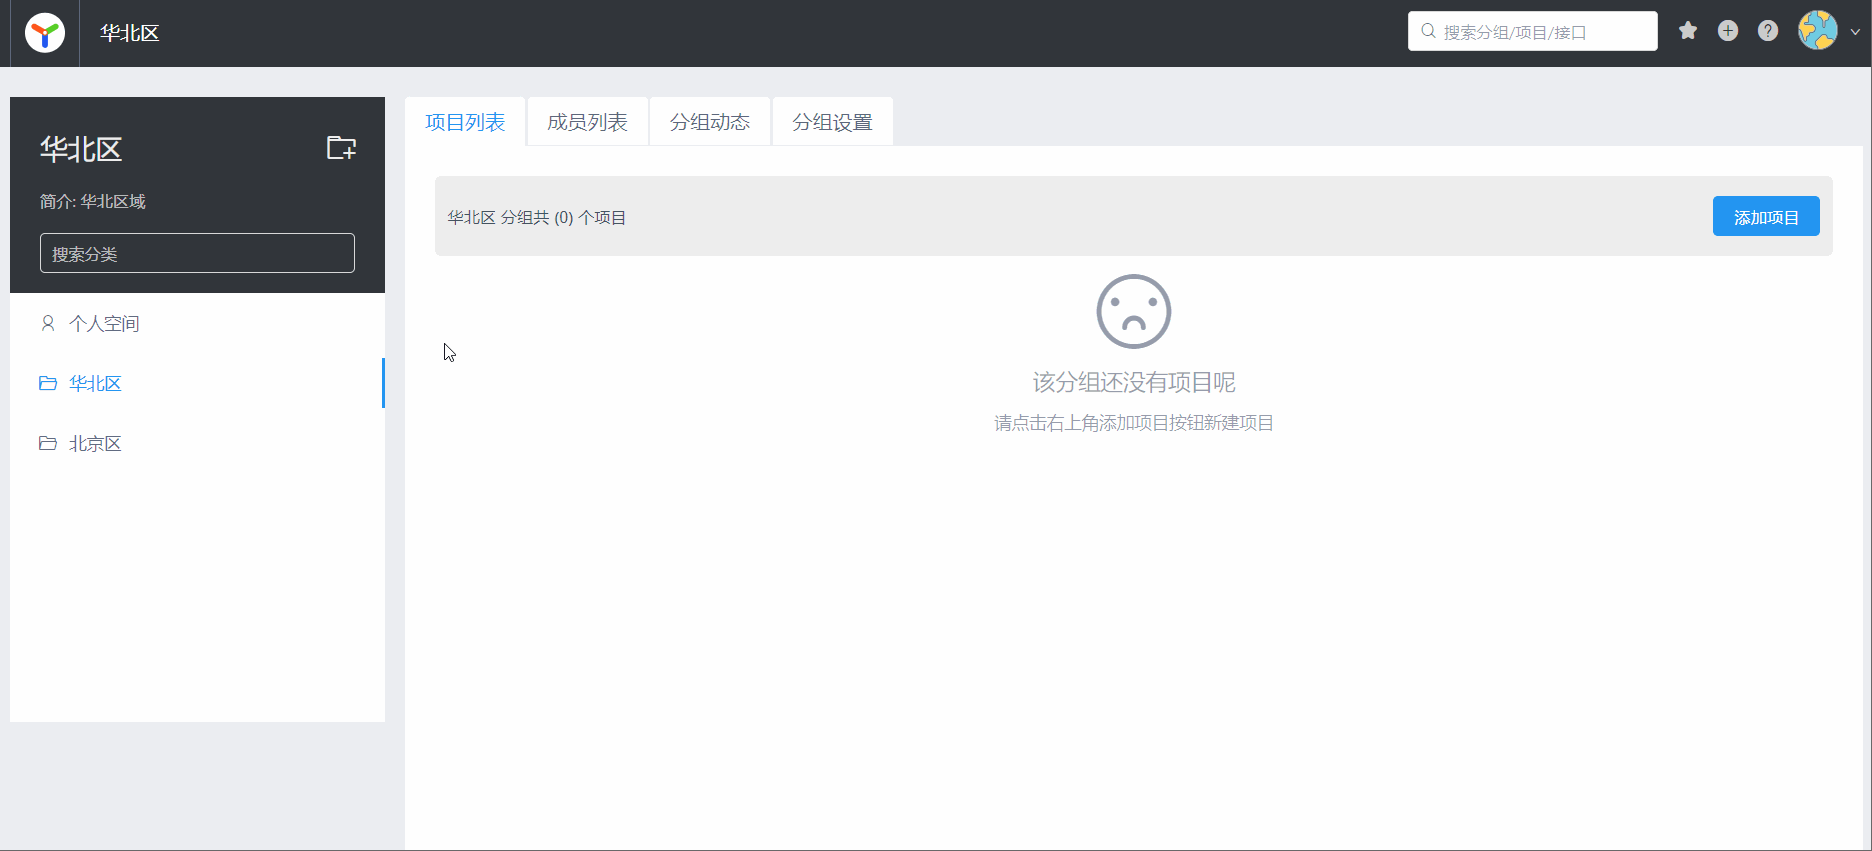 华北区
搜索分组/项目/接口
华北区
简介: 华北区域
搜索分类
个人空间
华北区
北京区
项目列表
成员列表
分组动态
分组设置
华北区 分组共 (0) 个项目
添加项目
该分组还没有项目呢
请点击右上角添加项目按钮新建项目